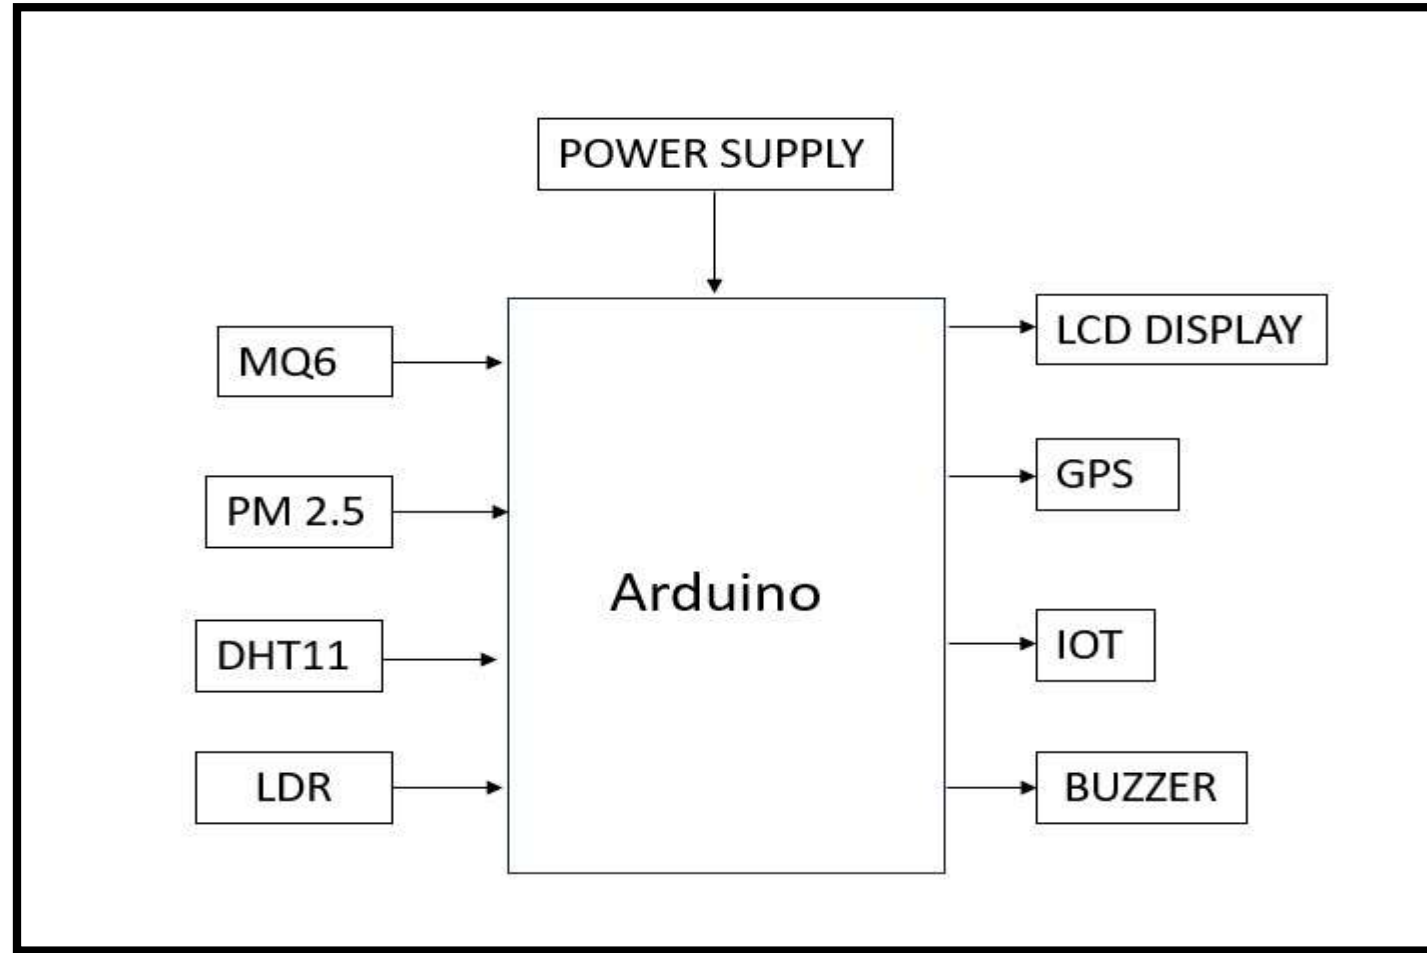 POWER SUPPLY
MQ6
PM 2.5
DHT11
LDR
Arduino
LCD DISPLAY
GPS
IOT
BUZZER